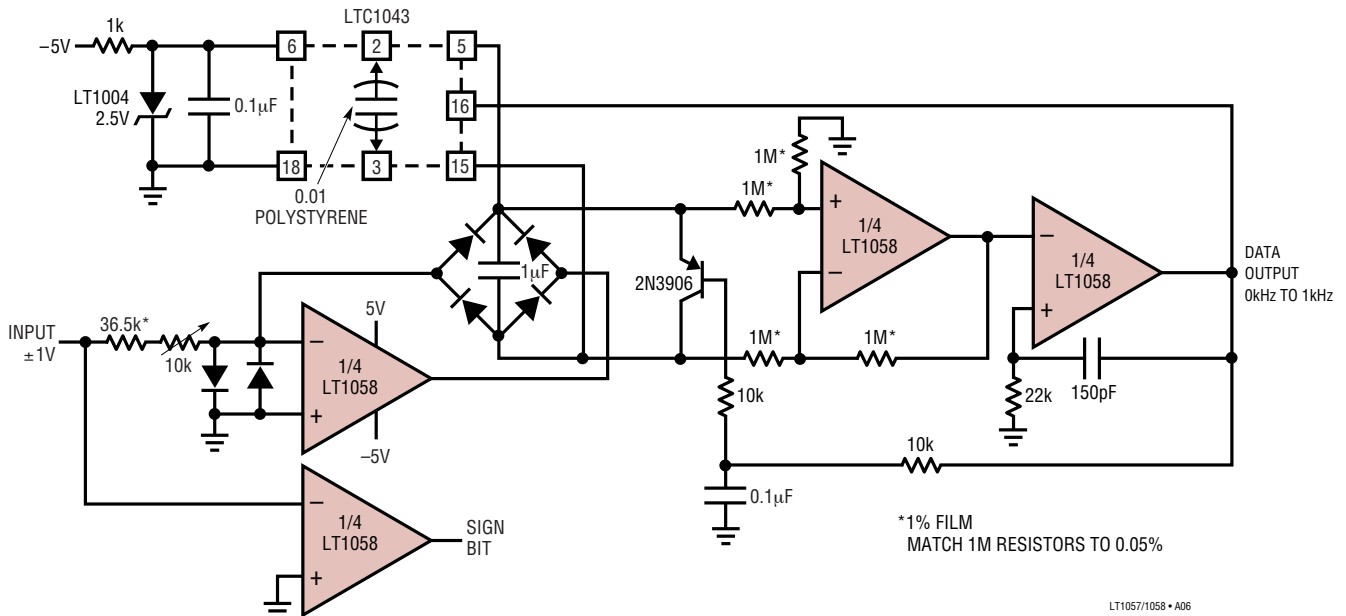 LTC1043
1k
–5V
6
2
5
LT1004
2.5V
0.1µF
16
18
3
15
0.01
POLYSTYRENE
1M*
1M*
+
–
1/4
LT1058
–
+
1/4
LT1058
DATA
OUTPUT
0kHz TO 1kHz
1µF
2N3906
INPUT
±1V
36.5k*
10k
5V
–
+
1/4
LT1058
–5V
1M*
1M*
10k
22k
150pF
10k
0.1µF
–
+
1/4
LT1058
SIGN
BIT
*1% FILM
MATCH 1M RESISTORS TO 0.05%
LT1057/1058 • A06